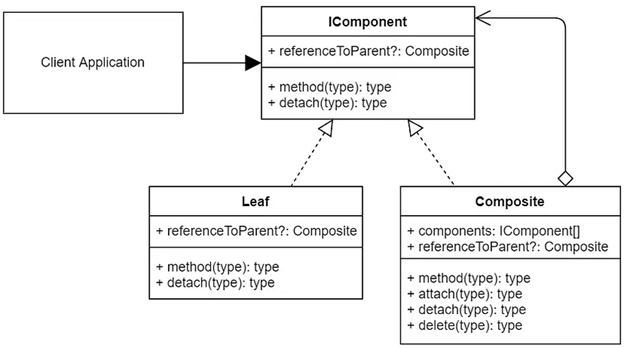 Client Application
IComponent
+ referenceToParent?: Composite
+ method(type): type
+ detach(type): type
Leaf
+ referenceToParent?: Composite
+ method(type): type
+ detach(type): type
Composite
+ components: IComponent[]
+ referenceToParent?: Composite
+ method(type): type
+ attach(type): type
+ detach(type): type
+ delete(type): type